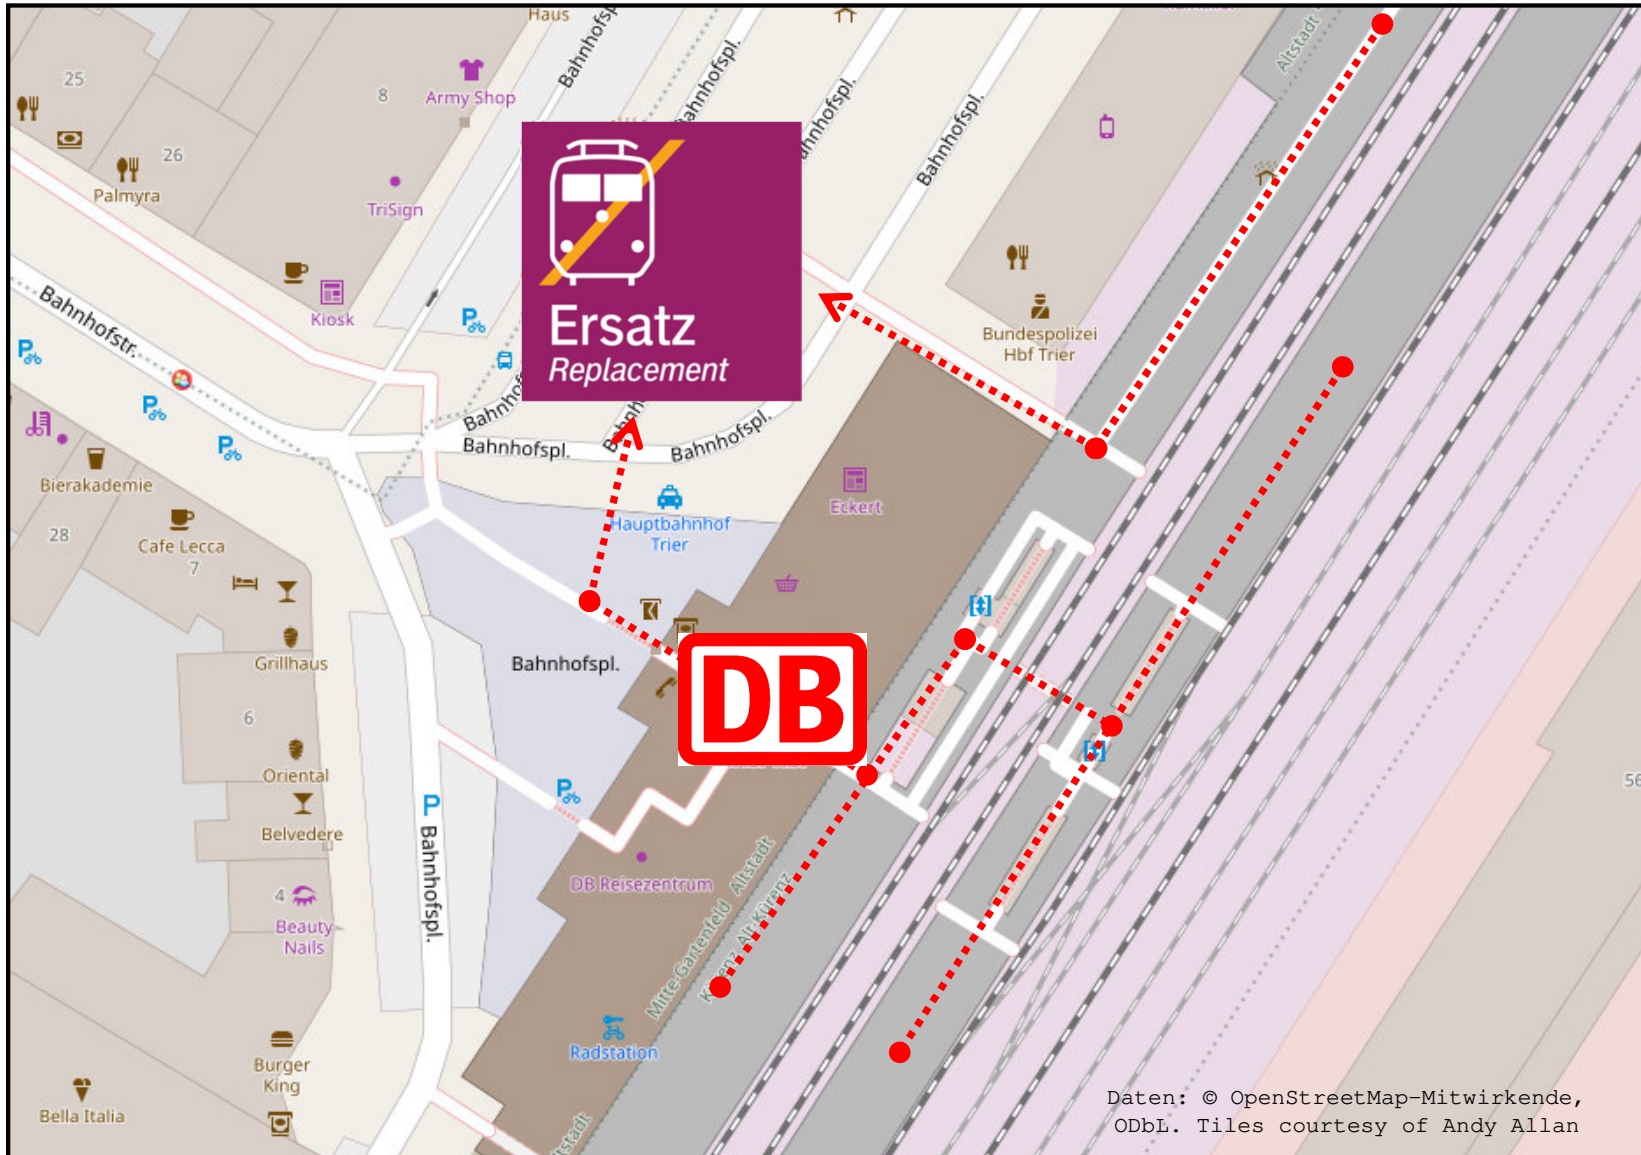 Haus
Bahnhofspl.
Bahnhofspl.
Bahnhofspl.
Bahnhofspl.
Altstadt
25
8
Army Shop
26
Palmyra
TriSign
Kiosk
Bahnhofstr.
P
P
P
P
Ersatz
Replacement
Bundespolizei
Hbf Trier
Bahnhofspl.
Bahnhofspl.
Bahnhofspl.
Bierakademie
28
Cafe Lecca
7
Eckert
Hauptbahnhof
Trier
Grillhaus
Bahnhofspl.
DB
6
Oriental
P
P
Belvedere
Bahnhofspl.
56
4
Beauty
Nails
DB Reisezentrum
Mitte-Gartenfeld
Altstadt
Alt-Kürenz
Radstation
Burger
King
Bella Italia
Daten: © OpenStreetMap-Mitwirkende,
ODbL. Tiles courtesy of Andy Allan